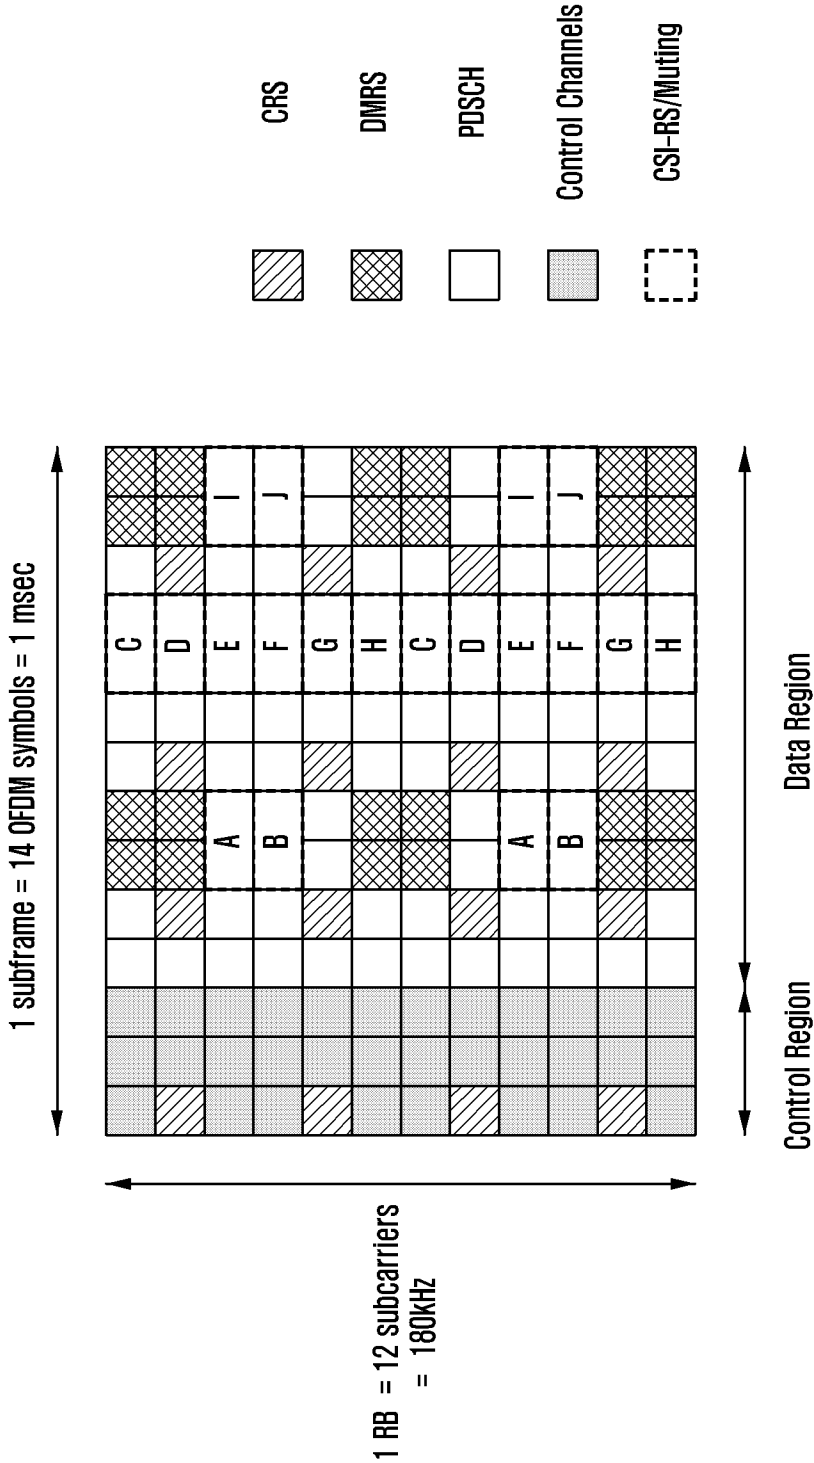 1 subframe = 14 OFDM symbols = 1 msec
1 RB = 12 subcarriers
= 180kHz
C
D
A E I
B F J
G
H
C
D
A E I
B F J
G
H
CRS
DMRS
PDSCH
Control Channels
CSI-RS/Muting
Control Region
Data Region